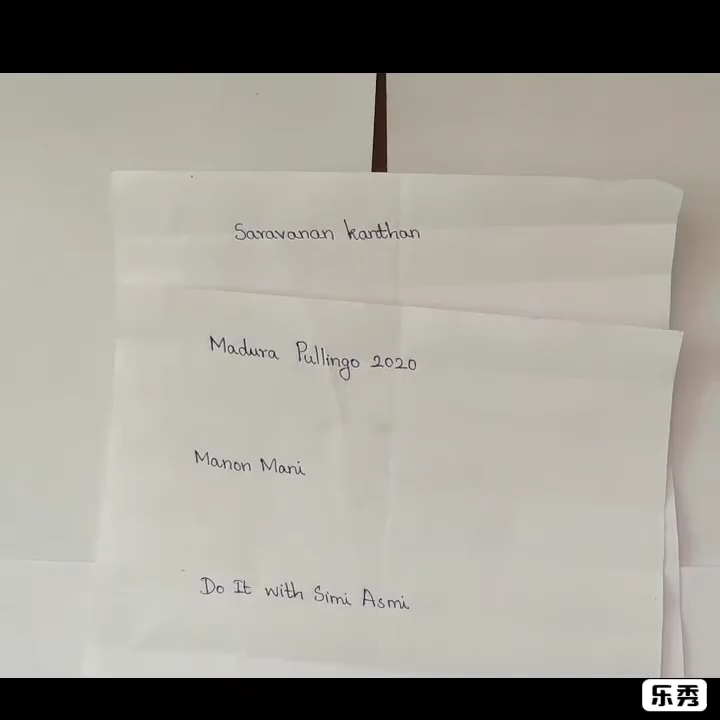 Saravanan kanthan
Madura Pullingo 2020
Manon Mani
Do It with Simi Asmi
乐秀